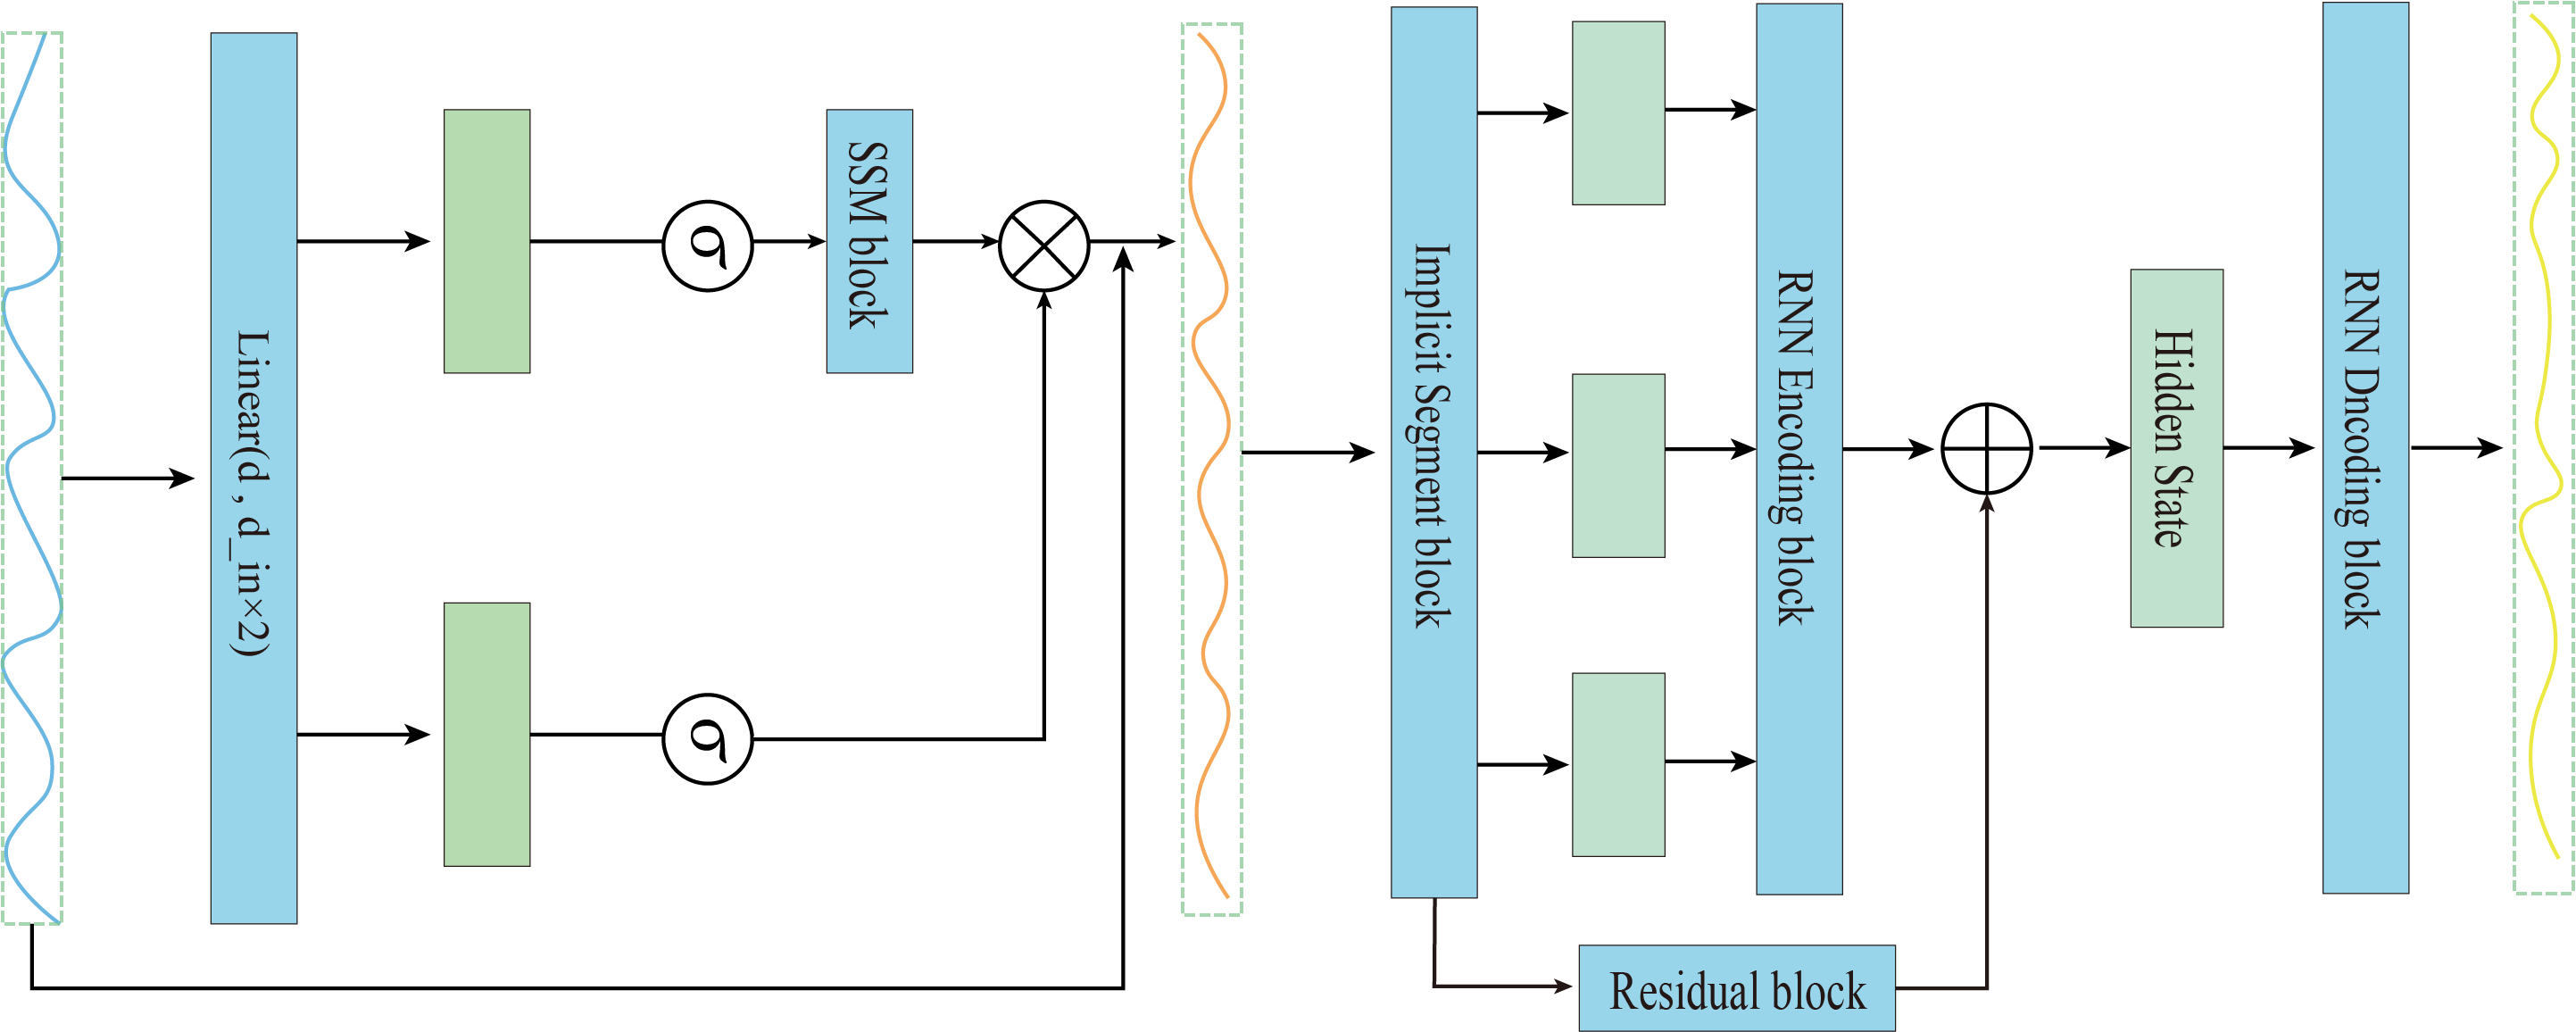 Linear(d , d_in×2)
σ
σ
SSM block
Implicit Segment block
RNN Encoding block
Residual block
Hidden State
RNN Dncoding block